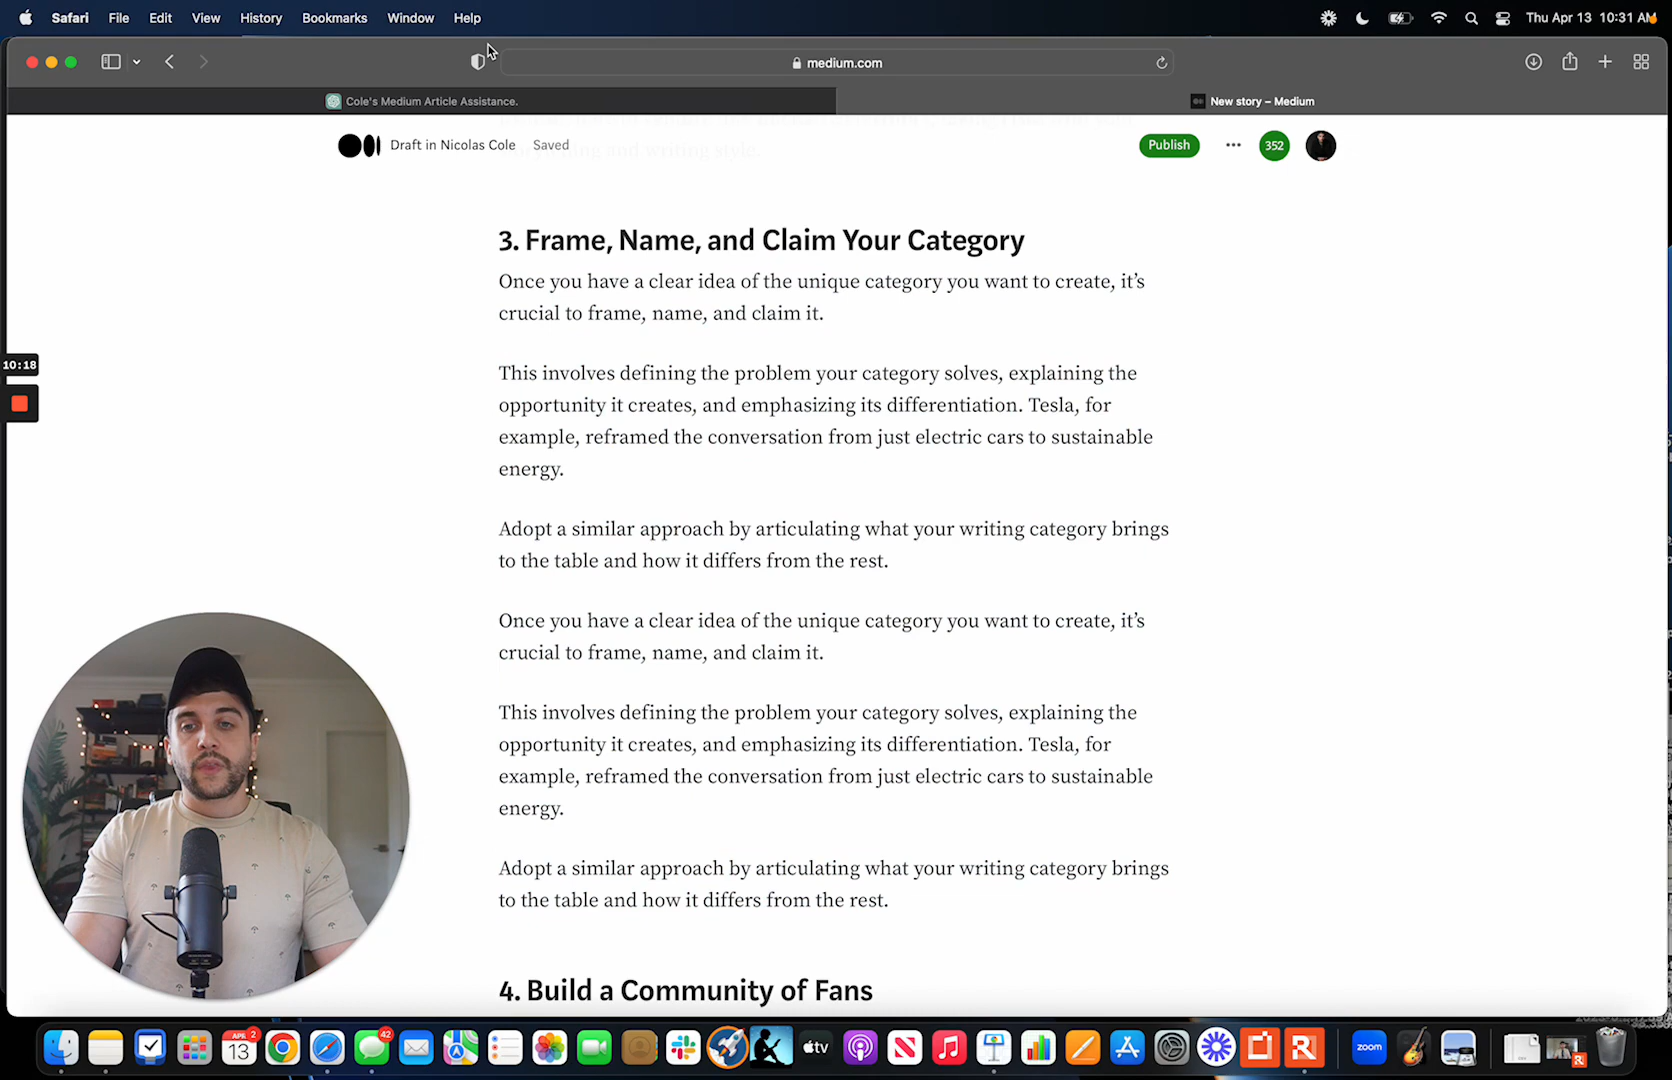 Safari File Edit View History Bookmarks Window Help Thu Apr 13 10:31 AM
medium.com
Cole's Medium Article Assistance. New story – Medium
Draft in Nicolas Cole Saved Publish 352
3. Frame, Name, and Claim Your Category
Once you have a clear idea of the unique category you want to create, it's
crucial to frame, name, and claim it.
10:18
This involves defining the problem your category solves, explaining the
opportunity it creates, and emphasizing its differentiation. Tesla, for
example, reframed the conversation from just electric cars to sustainable
energy.
Adopt a similar approach by articulating what your writing category brings
to the table and how it differs from the rest.
Once you have a clear idea of the unique category you want to create, it's
crucial to frame, name, and claim it.
This involves defining the problem your category solves, explaining the
opportunity it creates, and emphasizing its differentiation. Tesla, for
example, reframed the conversation from just electric cars to sustainable
energy.
Adopt a similar approach by articulating what your writing category brings
to the table and how it differs from the rest.
4. Build a Community of Fans
APR 2
13
42
tv
zoom